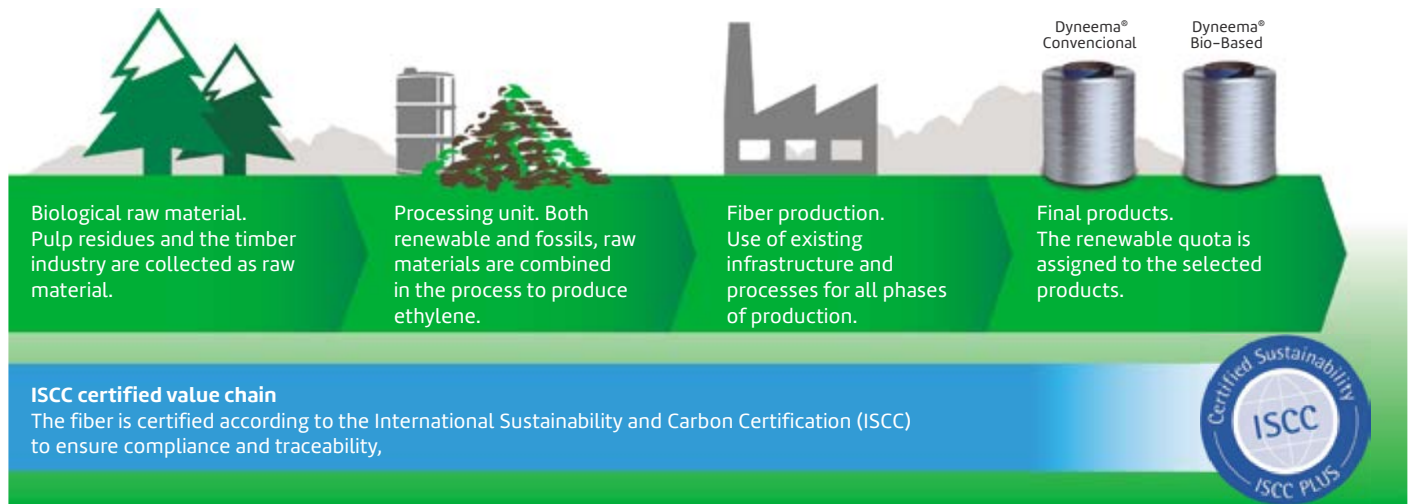 Dyneema®
Convencional
Dyneema®
Bio-Based
Biological raw material.
Pulp residues and the timber
industry are collected as raw
material.
Processing unit. Both
renewable and fossils, raw
materials are combined
in the process to produce
ethylene.
Fiber production.
Use of existing
infrastructure and
processes for all phases
of production.
Final products.
The renewable quota is
assigned to the selected
products.
ISCC certified value chain
The fiber is certified according to the International Sustainability and Carbon Certification (ISCC)
to ensure compliance and traceability,
Certified Sustainability
ISCC
ISCC PLUS